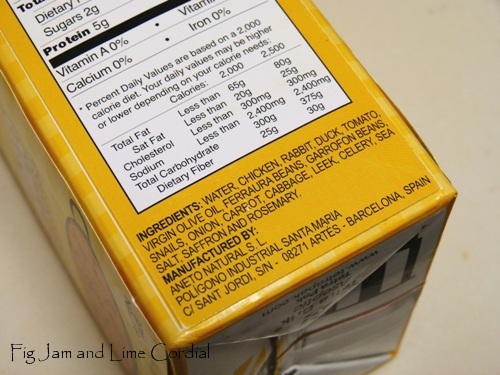 Sugars 2g
Protein 5g
Vitamin A 0% •
Calcium 0% • Iron 0%
* Percent Daily Values are based on a 2,000
calorie diet. Your daily values may be higher
or lower depending on your calorie needs:
Calories: 2,000 2,500
Total Fat Less than 65g 80g
Sat Fat Less than 20g 25g
Cholesterol Less than 300mg 300mg
Sodium Less than 2,400mg 2,400mg
Total Carbohydrate 300g 375g
Dietary Fiber 25g 30g
INGREDIENTS: WATER, CHICKEN, RABBIT, DUCK, TOMATO,
VIRGIN OLIVE OIL, FERRAURA BEANS, GARROFON BEANS,
SNAILS, ONION, CARPOT, CABBAGE, LEEK, CELERY, SEA
SALT, SAFFRON AND ROSEMARY.
MANUFACTURED BY:
ANETO NATURAL S. L.
POLÍGONO INDUSTRIAL SANTA MARIA
C/ SANT JORDI, S/N - 08271 ARTÉS - BARCELONA, SPAIN
Fig Jam and Lime Cordial